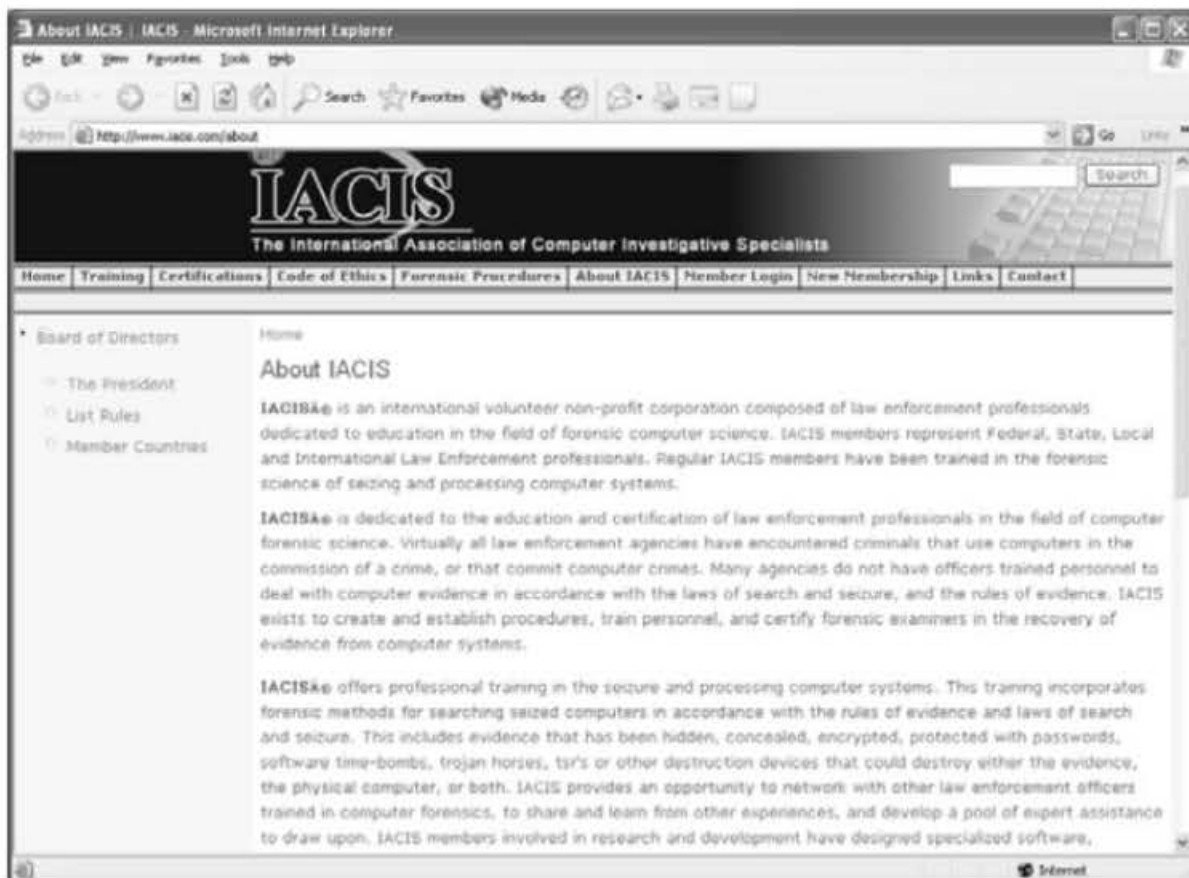 About IACIS | IACIS - Microsoft Internet Explorer
File Edit View Favorites Tools Help
Back Search Favorites Media
Address http://www.iacis.com/about Go Links »
IACIS
The International Association of Computer Investigative Specialists
Search
Home | Training | Certifications | Code of Ethics | Forensic Procedures | About IACIS | Member Login | New Membership | Links | Contact
Board of Directors
The President
List Rules
Member Countries
Home
About IACIS
IACISÂ® is an international volunteer non-profit corporation composed of law enforcement professionals
dedicated to education in the field of forensic computer science. IACIS members represent Federal, State, Local
and International Law Enforcement professionals. Regular IACIS members have been trained in the forensic
science of seizing and processing computer systems.
IACISÂ® is dedicated to the education and certification of law enforcement professionals in the field of computer
forensic science. Virtually all law enforcement agencies have encountered criminals that use computers in the
commission of a crime, or that commit computer crimes. Many agencies do not have officers trained personnel to
deal with computer evidence in accordance with the laws of search and seizure, and the rules of evidence. IACIS
exists to create and establish procedures, train personnel, and certify forensic examiners in the recovery of
evidence from computer systems.
IACISÂ® offers professional training in the seizure and processing computer systems. This training incorporates
forensic methods for searching seized computers in accordance with the rules of evidence and laws of search
and seizure. This includes evidence that has been hidden, concealed, encrypted, protected with passwords,
software time-bombs, trojan horses, tsr's or other destruction devices that could destroy either the evidence,
the physical computer, or both. IACIS provides an opportunity to network with other law enforcement officers
trained in computer forensics, to share and learn from other experiences, and develop a pool of expert assistance
to draw upon. IACIS members involved in research and development have designed specialized software,
Internet